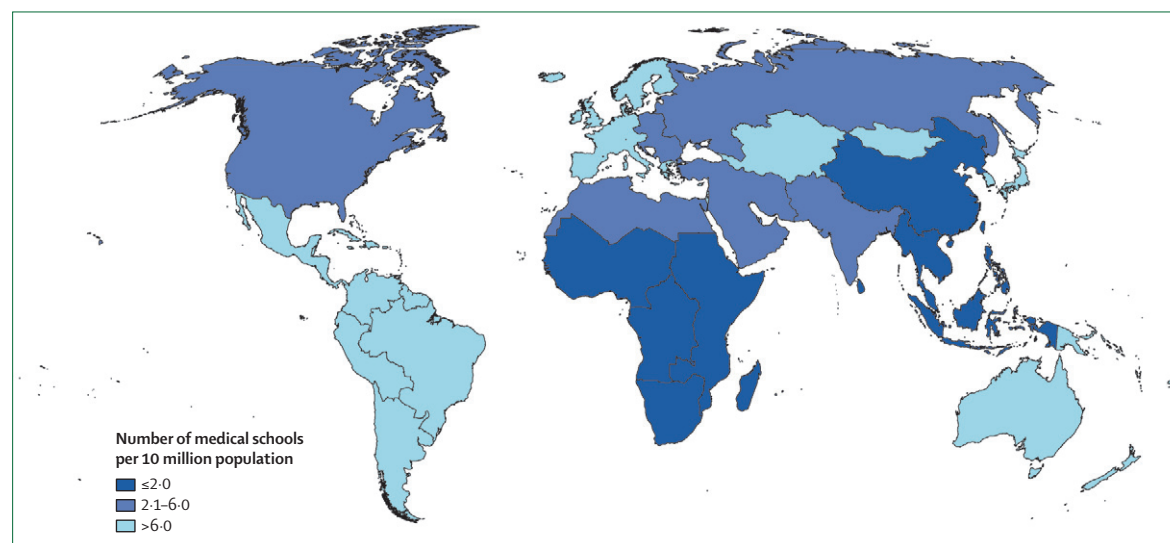 Number of medical schools
per 10 million population
≤2·0
2·1–6·0
>6·0